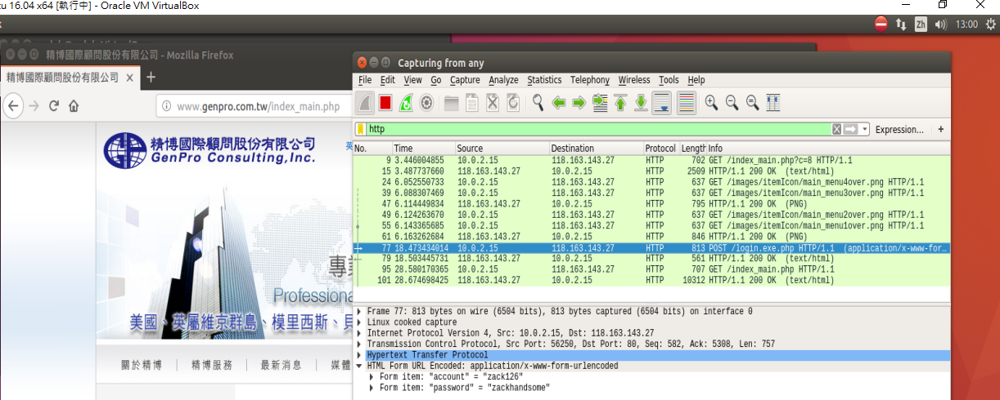 tu 16.04 x64 [執行中] - Oracle VM VirtualBox
Zh 13:00
精博國際顧問股份有限公司 - Mozilla Firefox
精博國際顧問股份有限公司
www.genpro.com.tw/index_main.php
精博國際顧問股份有限公司
英
GenPro Consulting,Inc.
專業
Professiona
美國、英屬維京群島、模里西斯、貝
關於精博 | 精博服務 | 最新消息 | 媒體
Capturing from any
File Edit View Go Capture Analyze Statistics Telephony Wireless Tools Help
http
Expression... +
No. Time Source Destination Protocol Length Info
9 3.446004855 10.0.2.15 118.163.143.27 HTTP 702 GET /index_main.php?c=8 HTTP/1.1
15 3.487737660 118.163.143.27 10.0.2.15 HTTP 2509 HTTP/1.1 200 OK (text/html)
24 6.052550733 10.0.2.15 118.163.143.27 HTTP 637 GET /images/itemIcon/main_menu4over.png HTTP/1.1
39 6.088307469 10.0.2.15 118.163.143.27 HTTP 637 GET /images/itemIcon/main_menu3over.png HTTP/1.1
47 6.114499834 118.163.143.27 10.0.2.15 HTTP 795 HTTP/1.1 200 OK (PNG)
49 6.124263670 10.0.2.15 118.163.143.27 HTTP 637 GET /images/itemIcon/main_menu2over.png HTTP/1.1
55 6.143365685 10.0.2.15 118.163.143.27 HTTP 637 GET /images/itemIcon/main_menu1over.png HTTP/1.1
61 6.163262684 118.163.143.27 10.0.2.15 HTTP 846 HTTP/1.1 200 OK (PNG)
77 18.473434014 10.0.2.15 118.163.143.27 HTTP 813 POST /login.exe.php HTTP/1.1 (application/x-www-for…
79 18.503445731 118.163.143.27 10.0.2.15 HTTP 561 HTTP/1.1 200 OK (text/html)
95 28.580170365 10.0.2.15 118.163.143.27 HTTP 707 GET /index_main.php HTTP/1.1
101 28.674698425 118.163.143.27 10.0.2.15 HTTP 10312 HTTP/1.1 200 OK (text/html)
Frame 77: 813 bytes on wire (6504 bits), 813 bytes captured (6504 bits) on interface 0
Linux cooked capture
Internet Protocol Version 4, Src: 10.0.2.15, Dst: 118.163.143.27
Transmission Control Protocol, Src Port: 56250, Dst Port: 80, Seq: 582, Ack: 5308, Len: 757
Hypertext Transfer Protocol
HTML Form URL Encoded: application/x-www-form-urlencoded
Form item: "account" = "zack126"
Form item: "password" = "zackhandsome"